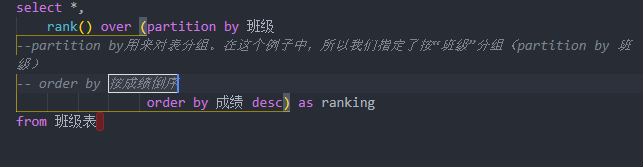 select *,
rank() over (partition by 班级
--partition by用来对表分组。在这个例子中，所以我们指定了按“班级”分组（partition by 班
级）
-- order by 按成绩倒序
order by 成绩 desc) as ranking
from 班级表